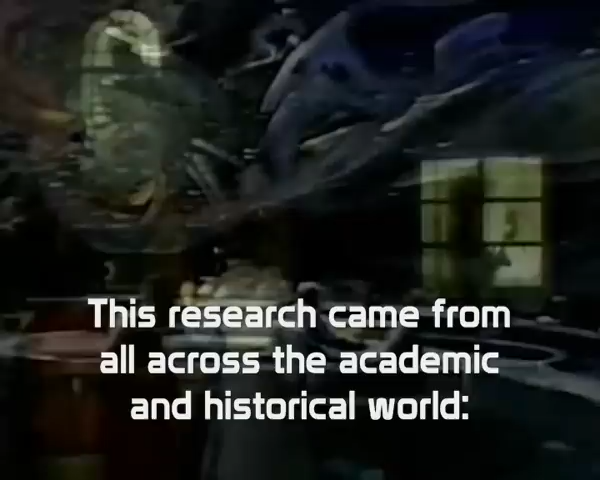 This research came from
all across the academic
and historical world: